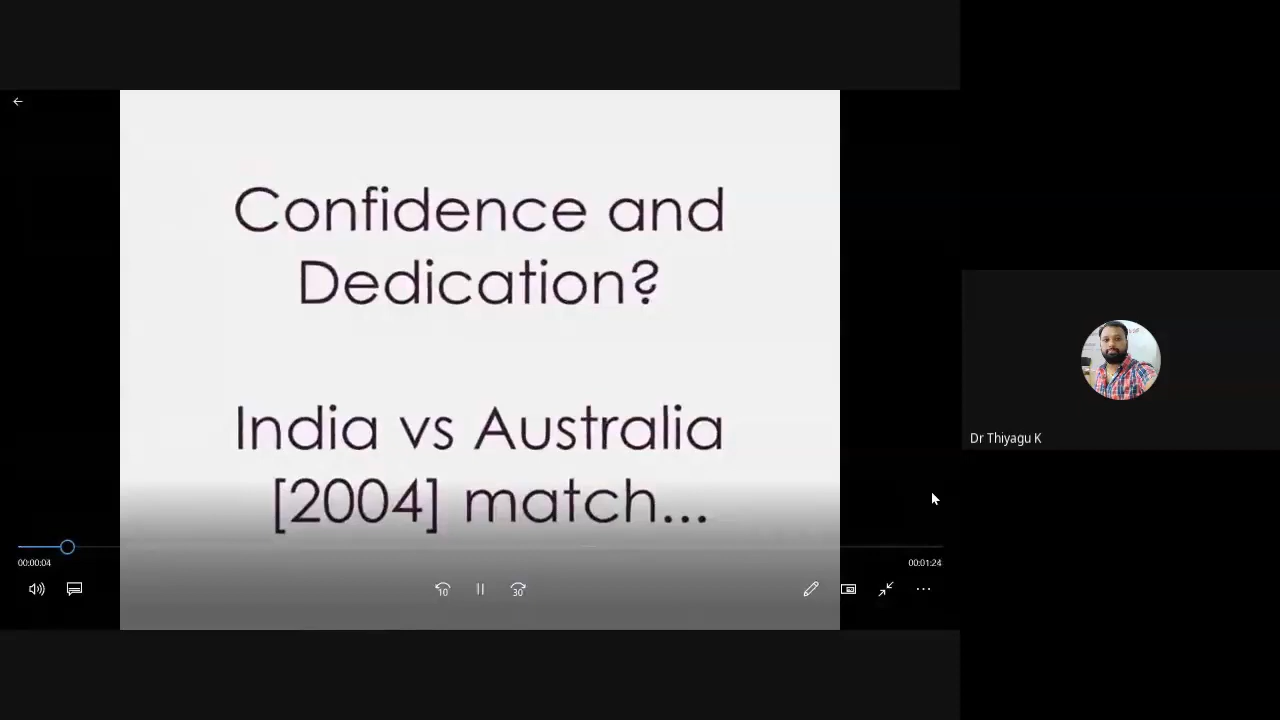 Confidence and
Dedication?
India vs Australia
[2004] match...
00:00:04
00:01:24
10
30
Dr Thiyagu K